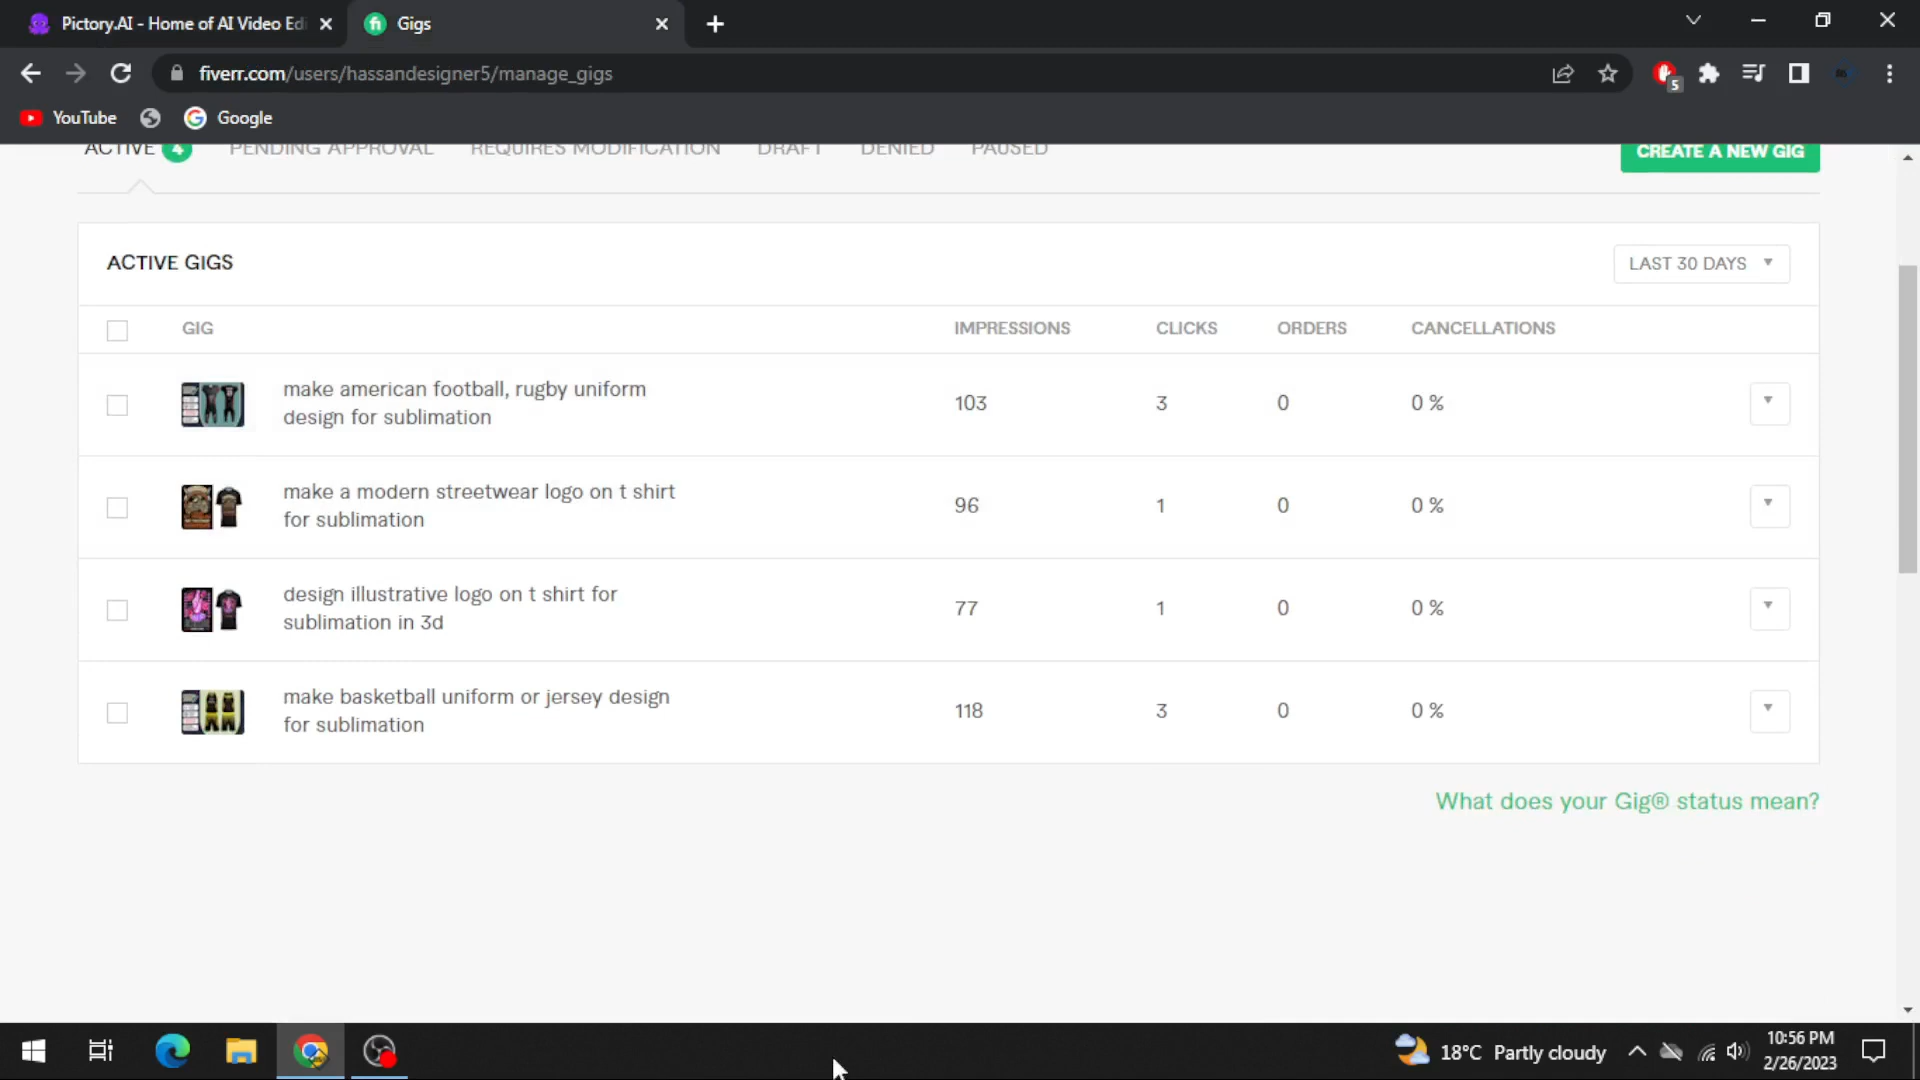 Pictory.AI - Home of AI Video Edi
Gigs
fiverr.com/users/hassandesigner5/manage_gigs
5
YouTube
Google
ACTIVE 4 PENDING APPROVAL REQUIRES MODIFICATION DRAFT DENIED PAUSED
CREATE A NEW GIG
ACTIVE GIGS
LAST 30 DAYS
GIG IMPRESSIONS CLICKS ORDERS CANCELLATIONS
make american football, rugby uniform
design for sublimation
103 3 0 0 %
make a modern streetwear logo on t shirt
for sublimation
96 1 0 0 %
design illustrative logo on t shirt for
sublimation in 3d
77 1 0 0 %
make basketball uniform or jersey design
for sublimation
118 3 0 0 %
What does your Gig® status mean?
18°C Partly cloudy
10:56 PM
2/26/2023